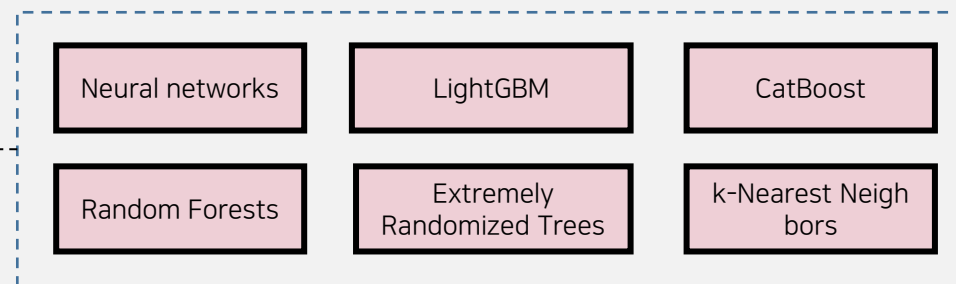 Neural networks
LightGBM
CatBoost
Random Forests
Extremely
Randomized Trees
k-Nearest Neigh
bors